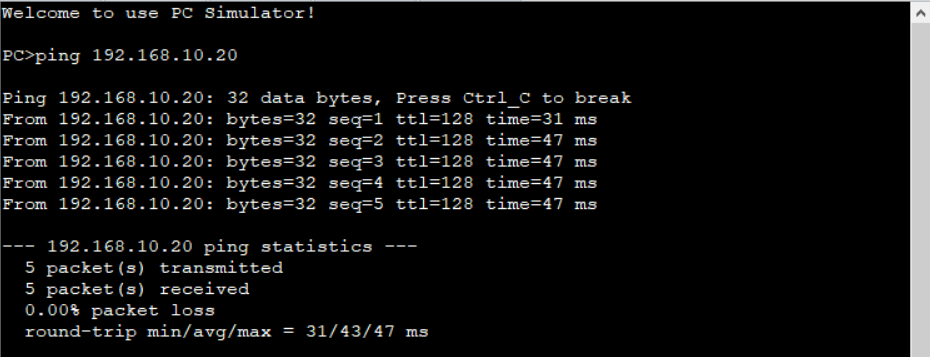 Welcome to use PC Simulator!
PC>ping 192.168.10.20
Ping 192.168.10.20: 32 data bytes, Press Ctrl_C to break
From 192.168.10.20: bytes=32 seq=1 ttl=128 time=31 ms
From 192.168.10.20: bytes=32 seq=2 ttl=128 time=47 ms
From 192.168.10.20: bytes=32 seq=3 ttl=128 time=47 ms
From 192.168.10.20: bytes=32 seq=4 ttl=128 time=47 ms
From 192.168.10.20: bytes=32 seq=5 ttl=128 time=47 ms
--- 192.168.10.20 ping statistics ---
5 packet(s) transmitted
5 packet(s) received
0.00% packet loss
round-trip min/avg/max = 31/43/47 ms